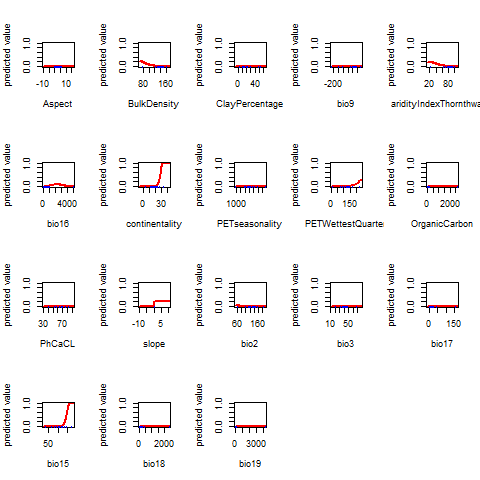 predicted value predicted value predicted value predicted value predicted value
0.0 1.0 0.0 1.0 0.0 1.0 0.0 1.0 0.0 1.0
-10 10 80 160 0 40 -200 20 80
Aspect BulkDensity ClayPercentage bio9 aridityIndexThornthwa
predicted value predicted value predicted value predicted value predicted value
0.0 1.0 0.0 1.0 0.0 1.0 0.0 1.0 0.0 1.0
0 4000 0 30 1000 0 150 0 2000
bio16 continentality PETseasonality PETWettestQuarte OrganicCarbon
predicted value predicted value predicted value predicted value predicted value
0.0 1.0 0.0 1.0 0.0 1.0 0.0 1.0 0.0 1.0
30 70 -10 5 60 160 10 50 0 150
PhCaCL slope bio2 bio3 bio17
predicted value predicted value predicted value
0.0 1.0 0.0 1.0 0.0 1.0
50 0 2000 0 3000
bio15 bio18 bio19